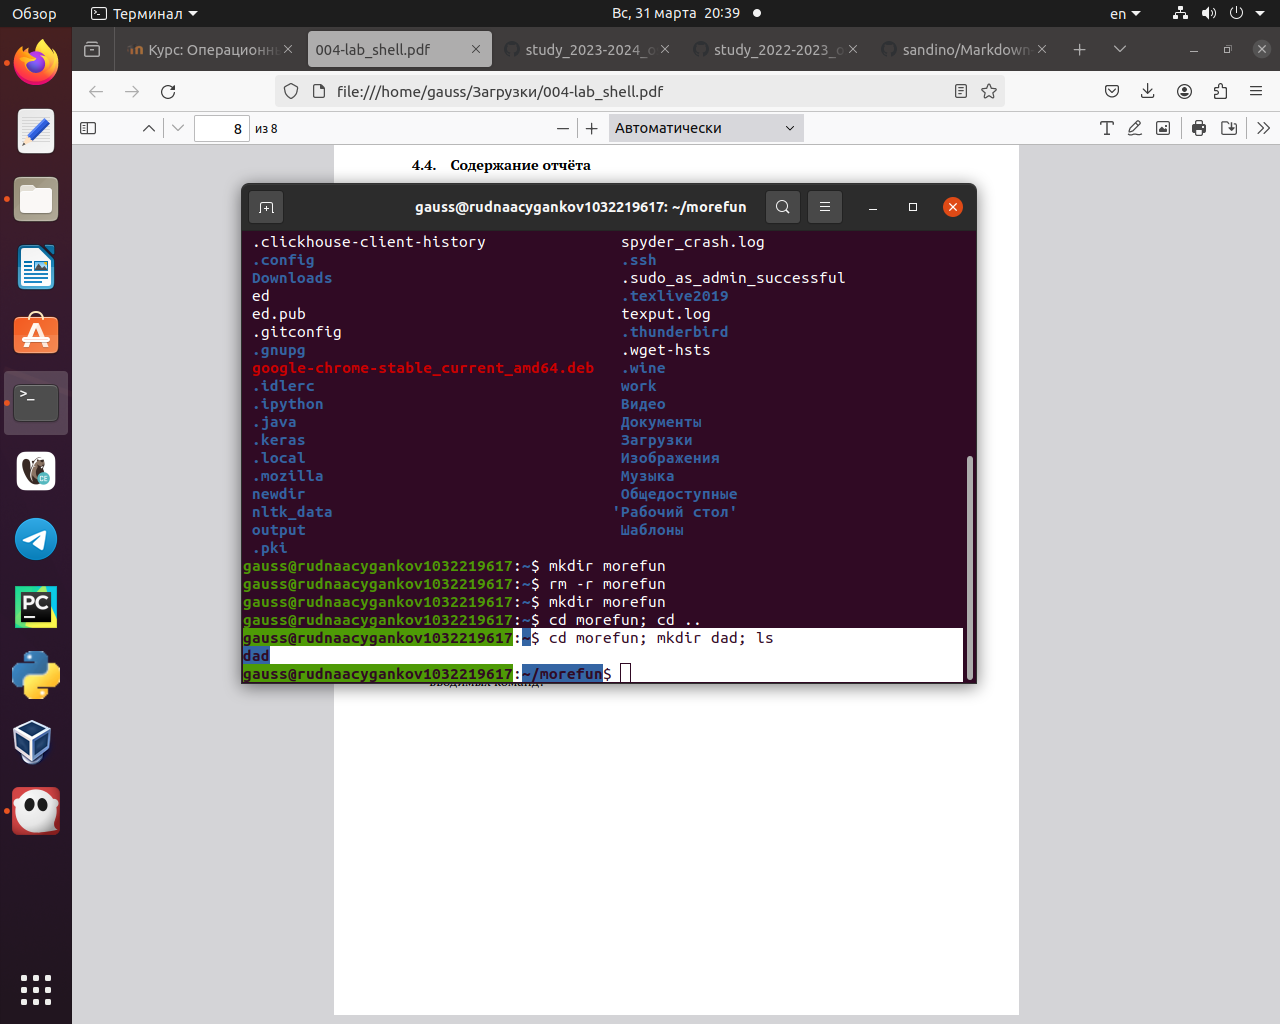 Обзор Терминал Вс, 31 марта 20:39 en
Курс: Операционн 004-lab_shell.pdf study_2023-2024_o study_2022-2023_o sandino/Markdown-
file:///home/gauss/Загрузки/004-lab_shell.pdf
8 из 8 Автоматически
4.4. Содержание отчёта
gauss@rudnaacygankov1032219617: ~/morefun
.clickhouse-client-history spyder_crash.log
.config .ssh
Downloads .sudo_as_admin_successful
ed .texlive2019
ed.pub texput.log
.gitconfig .thunderbird
.gnupg .wget-hsts
google-chrome-stable_current_amd64.deb .wine
.idlerc work
.ipython Видео
.java Документы
.keras Загрузки
.local Изображения
.mozilla Музыка
newdir Общедоступные
nltk_data 'Рабочий стол'
output Шаблоны
.pki
gauss@rudnaacygankov1032219617:~$ mkdir morefun
gauss@rudnaacygankov1032219617:~$ rm -r morefun
gauss@rudnaacygankov1032219617:~$ mkdir morefun
gauss@rudnaacygankov1032219617:~$ cd morefun; cd ..
gauss@rudnaacygankov1032219617:~$ cd morefun; mkdir dad; ls
dad
gauss@rudnaacygankov1032219617:~/morefun$
>_
CE
PC